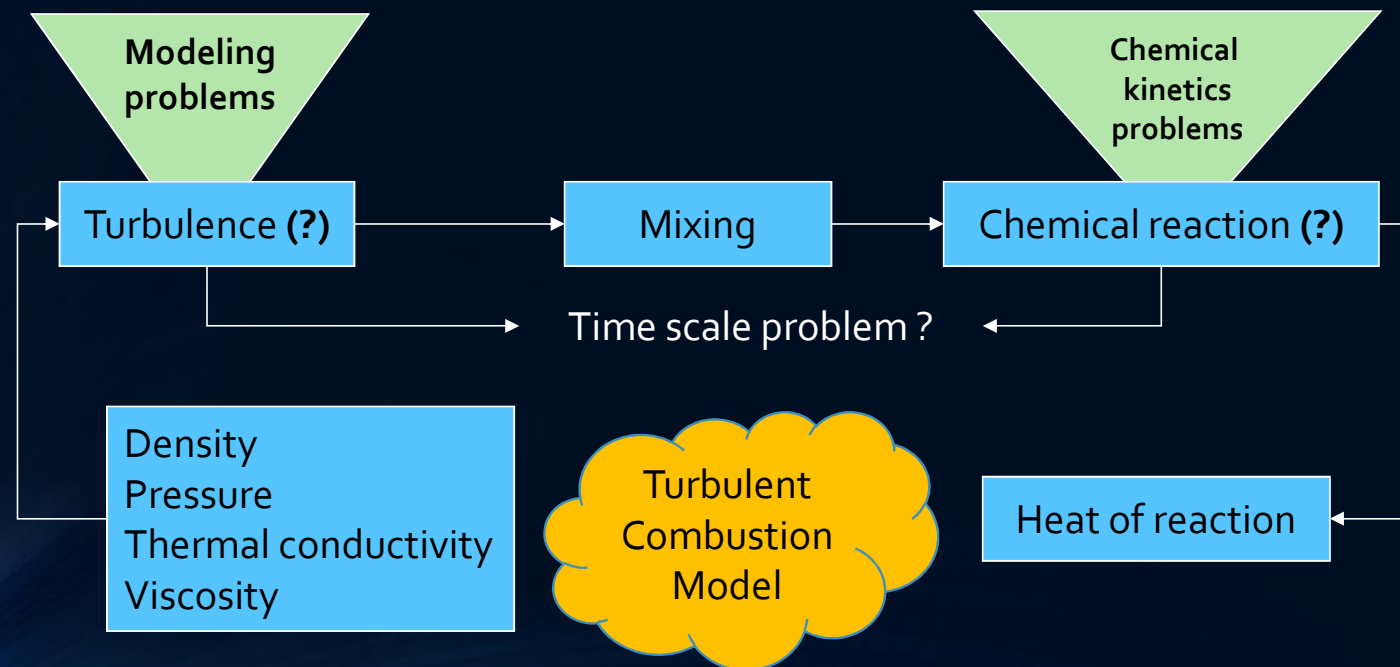 Modeling
problems
Chemical
kinetics
problems
Turbulence (?)
Mixing
Chemical reaction (?)
Time scale problem ?
Density
Pressure
Thermal conductivity
Viscosity
Turbulent
Combustion
Model
Heat of reaction